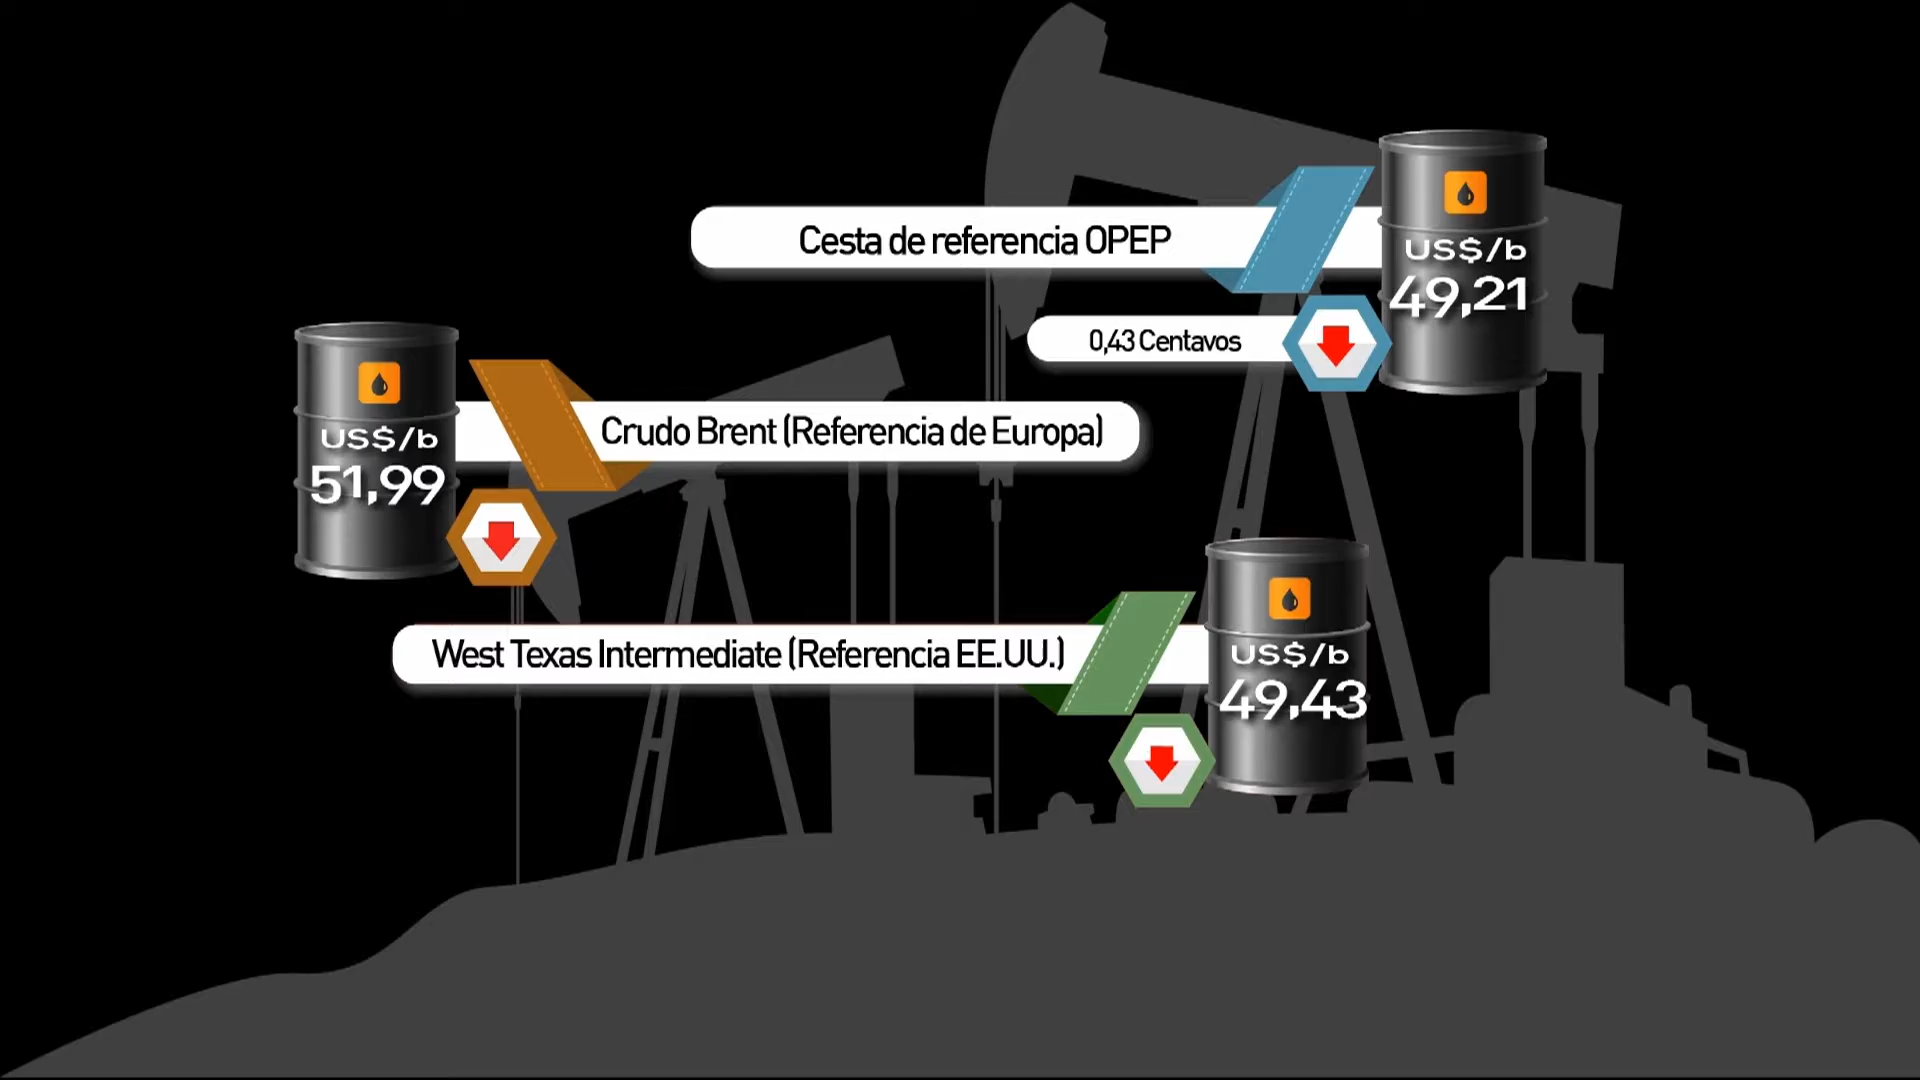 Cesta de referencia OPEP
US$/b
49,21
0,43 Centavos
US$/b
51,99
Crudo Brent (Referencia de Europa)
West Texas Intermediate (Referencia EE.UU.)
US$/b
49,43